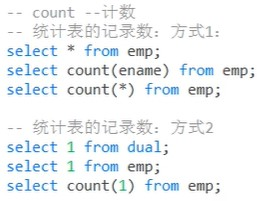 -- count --计数
-- 统计表的记录数：方式1：
select * from emp;
select count(ename) from emp;
select count(*) from emp;
-- 统计表的记录数：方式2
select 1 from dual;
select 1 from emp;
select count(1) from emp;